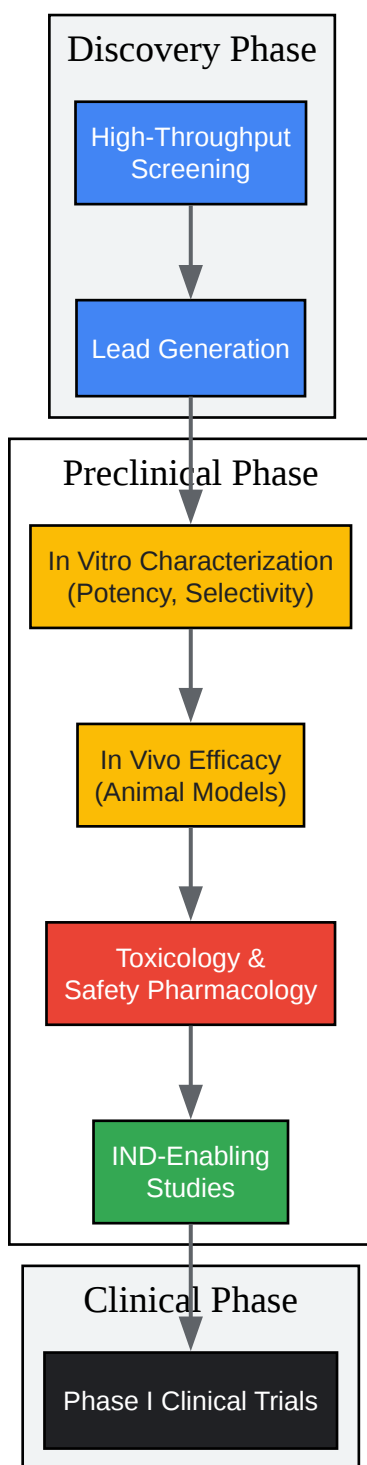 Discovery Phase
High-Throughput
Screening
Lead Generation
Preclinical Phase
In Vitro Characterization
(Potency, Selectivity)
In Vivo Efficacy
(Animal Models)
Toxicology &
Safety Pharmacology
IND-Enabling
Studies
Clinical Phase
Phase I Clinical Trials